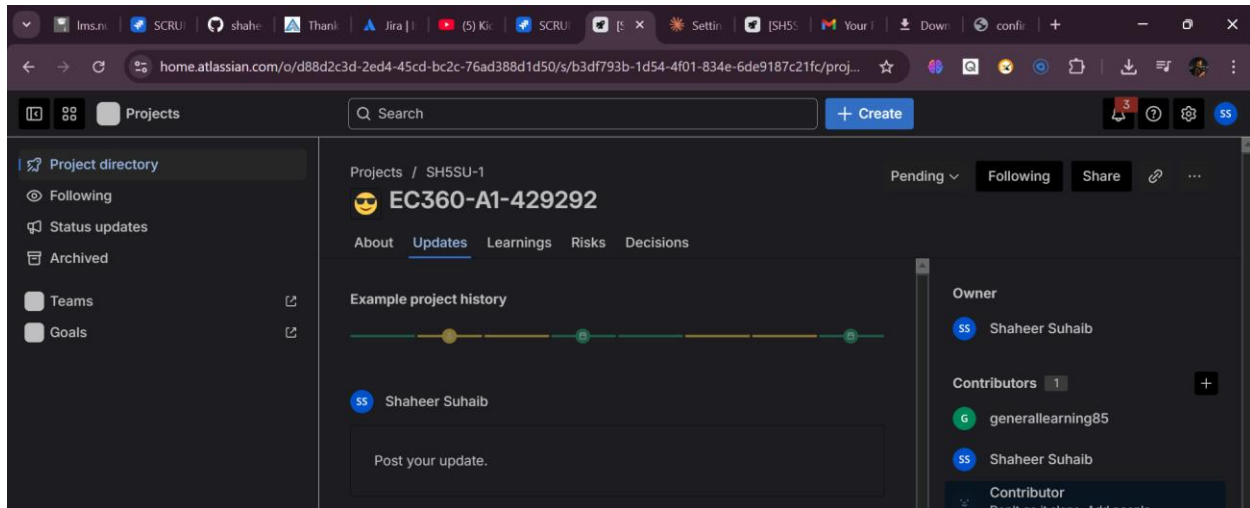 lms.nu SCRU shahe Thank Jira | (5) Kic SCRU [S Settin [SH5S Your Down confir
home.atlassian.com/o/d88d2c3d-2ed4-45cd-bc2c-76ad388d1d50/s/b3df793b-1d54-4f01-834e-6de9187c21fc/proj...
Projects Search + Create 3 SS
Project directory
Following
Status updates
Archived
Teams
Goals
Projects / SH5SU-1
EC360-A1-429292
Pending Following Share
About Updates Learnings Risks Decisions
Example project history
SS Shaheer Suhaib
Post your update.
Owner
SS Shaheer Suhaib
Contributors 1
G generallearning85
SS Shaheer Suhaib
Contributor